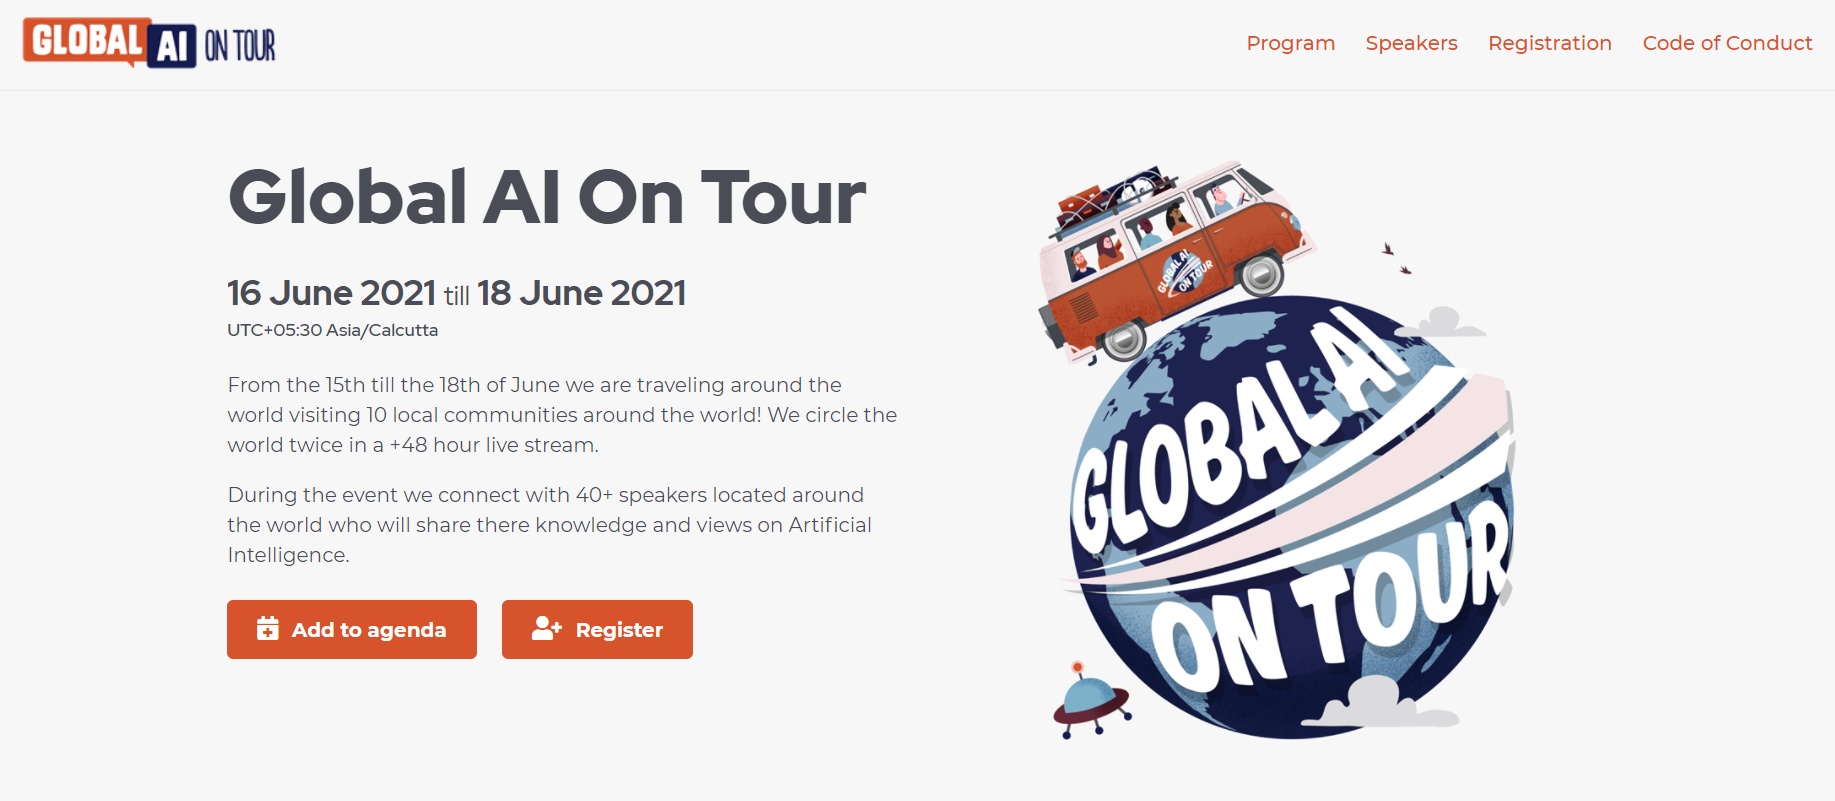 GLOBAL AI ON TOUR
Program
Speakers
Registration
Code of Conduct
Global AI On Tour
16 June 2021 till 18 June 2021
UTC+05:30 Asia/Calcutta
From the 15th till the 18th of June we are traveling around the
world visiting 10 local communities around the world! We circle the
world twice in a +48 hour live stream.
During the event we connect with 40+ speakers located around
the world who will share there knowledge and views on Artificial
Intelligence.
Add to agenda
Register
GLOBAL AI
ON TOUR
GLOBAL AI
ON TOUR